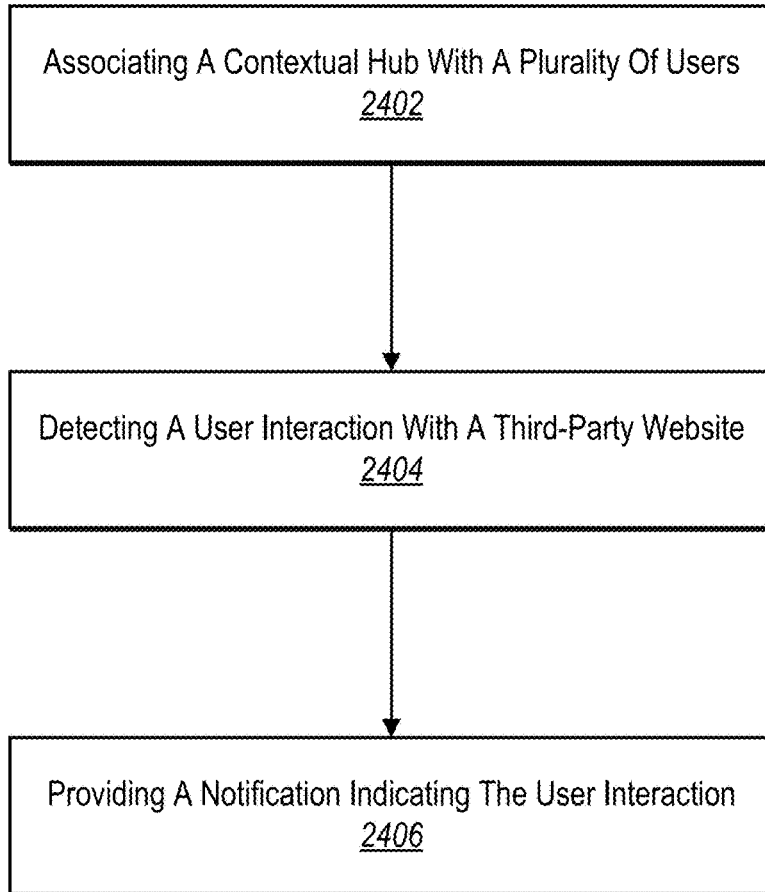 Associating A Contextual Hub With A Plurality Of Users
2402
Detecting A User Interaction With A Third-Party Website
2404
Providing A Notification Indicating The User Interaction
2406